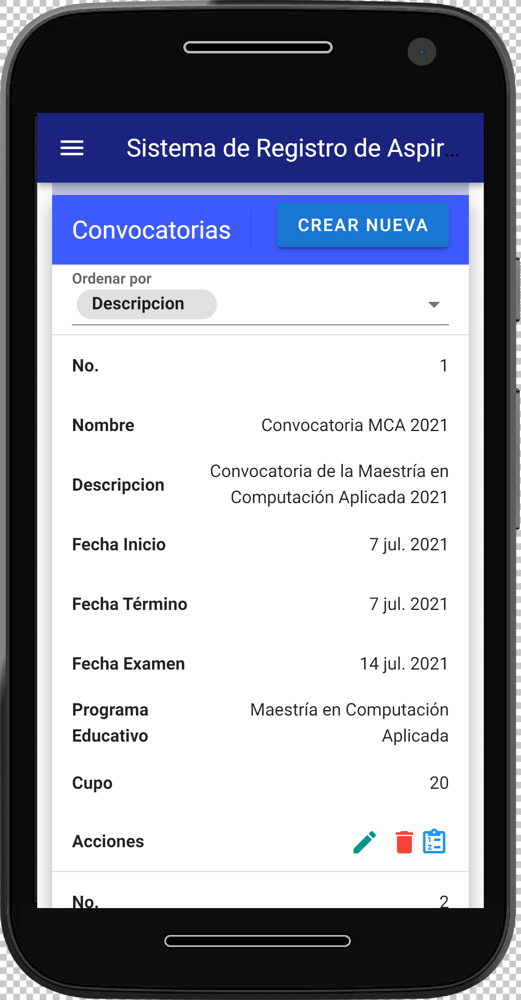 Sistema de Registro de Aspir...
Convocatorias
CREAR NUEVA
Ordenar por
Descripcion
No. 1
Nombre Convocatoria MCA 2021
Descripcion Convocatoria de la Maestría en
Computación Aplicada 2021
Fecha Inicio 7 jul. 2021
Fecha Término 7 jul. 2021
Fecha Examen 14 jul. 2021
Programa Maestría en Computación
Educativo Aplicada
Cupo 20
Acciones
No. 2